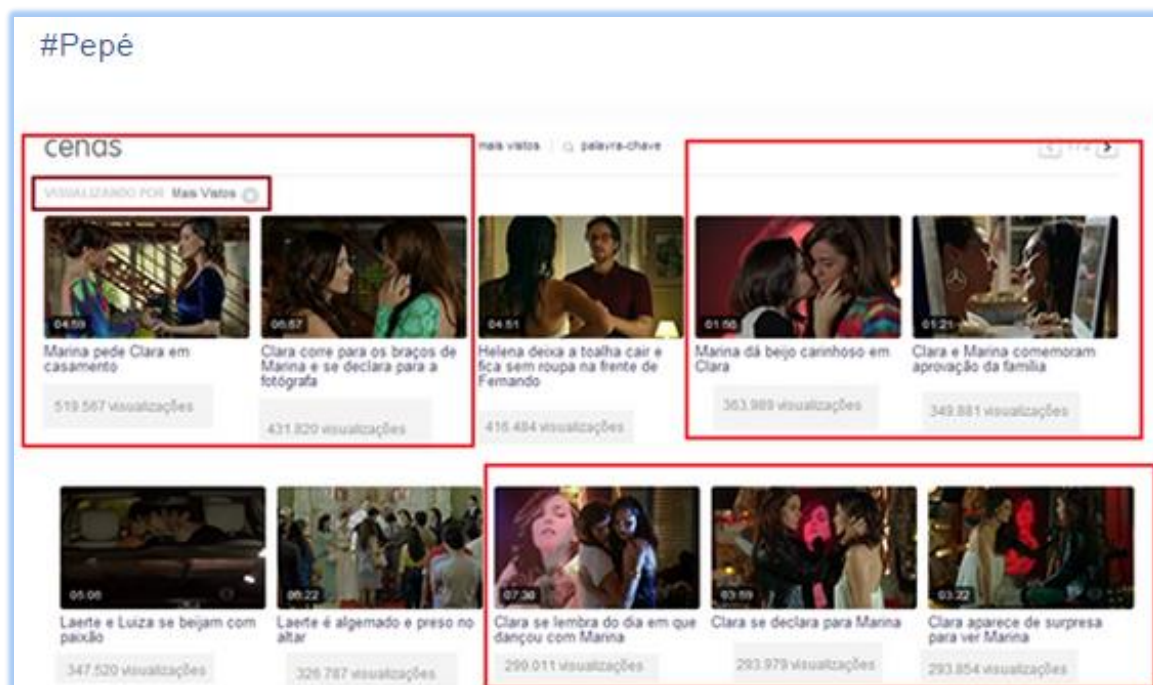 #Pepé
cenas
mais vistos palavra-chave
VISUALIZANDO POR Mais Vistos
04:59
06:57
04:51
01:56
01:21
Marina pede Clara em
casamento
519.567 visualizações
Clara corre para os braços de
Marina e se declara para a
fotógrafa
431.820 visualizações
Helena deixa a toalha cair e
fica sem roupa na frente de
Fernando
416.484 visualizações
Marina dá beijo carinhoso em
Clara
363.989 visualizações
Clara e Marina comemoram
aprovação da família
349.881 visualizações
05:06
06:22
07:30
03:59
03:22
Laerte e Luiza se beijam com
paixão
347.520 visualizações
Laerte é algemado e preso no
altar
326.787 visualizações
Clara se lembra do dia em que
dançou com Marina
299.011 visualizações
Clara se declara para Marina
293.979 visualizações
Clara aparece de surpresa
para ver Marina
293.854 visualizações